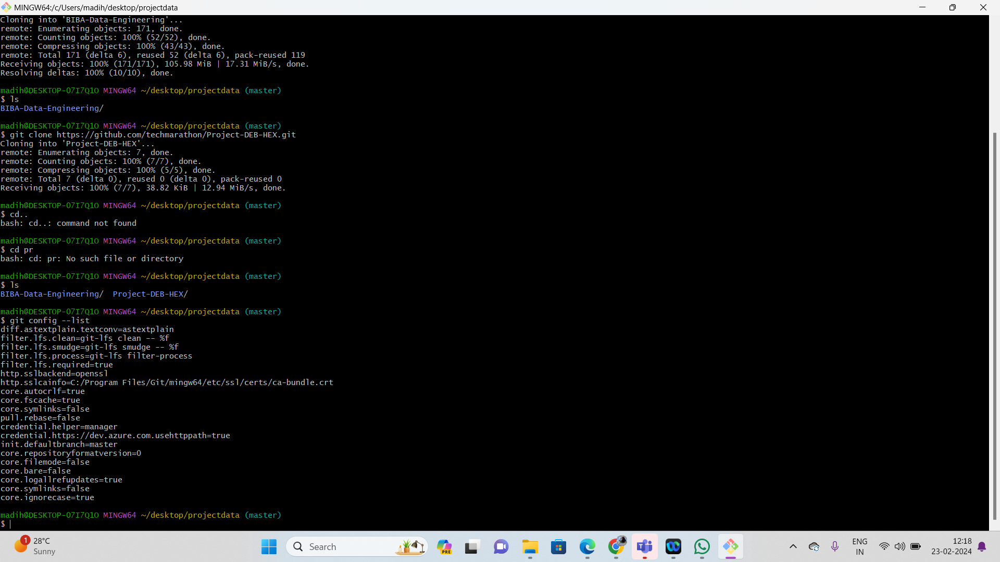 MINGW64:/c/Users/madih/desktop/projectdata
Cloning into 'BIBA-Data-Engineering'...
remote: Enumerating objects: 171, done.
remote: Counting objects: 100% (52/52), done.
remote: Compressing objects: 100% (43/43), done.
remote: Total 171 (delta 6), reused 52 (delta 6), pack-reused 119
Receiving objects: 100% (171/171), 105.98 MiB | 17.31 MiB/s, done.
Resolving deltas: 100% (10/10), done.
madih@DESKTOP-O7I7Q1O MINGW64 ~/desktop/projectdata (master)
$ ls
BIBA-Data-Engineering/
madih@DESKTOP-O7I7Q1O MINGW64 ~/desktop/projectdata (master)
$ git clone https://github.com/techmarathon/Project-DEB-HEX.git
Cloning into 'Project-DEB-HEX'...
remote: Enumerating objects: 7, done.
remote: Counting objects: 100% (7/7), done.
remote: Compressing objects: 100% (5/5), done.
remote: Total 7 (delta 0), reused 0 (delta 0), pack-reused 0
Receiving objects: 100% (7/7), 38.82 KiB | 12.94 MiB/s, done.
madih@DESKTOP-O7I7Q1O MINGW64 ~/desktop/projectdata (master)
$ cd..
bash: cd..: command not found
madih@DESKTOP-O7I7Q1O MINGW64 ~/desktop/projectdata (master)
$ cd pr
bash: cd: pr: No such file or directory
madih@DESKTOP-O7I7Q1O MINGW64 ~/desktop/projectdata (master)
$ ls
BIBA-Data-Engineering/  Project-DEB-HEX/
madih@DESKTOP-O7I7Q1O MINGW64 ~/desktop/projectdata (master)
$ git config --list
diff.astextplain.textconv=astextplain
filter.lfs.clean=git-lfs clean -- %f
filter.lfs.smudge=git-lfs smudge -- %f
filter.lfs.process=git-lfs filter-process
filter.lfs.required=true
http.sslbackend=openssl
http.sslcainfo=C:/Program Files/Git/mingw64/etc/ssl/certs/ca-bundle.crt
core.autocrlf=true
core.fscache=true
core.symlinks=false
pull.rebase=false
credential.helper=manager
credential.https://dev.azure.com.usehttppath=true
init.defaultbranch=master
core.repositoryformatversion=0
core.filemode=false
core.bare=false
core.logallrefupdates=true
core.symlinks=false
core.ignorecase=true
madih@DESKTOP-O7I7Q1O MINGW64 ~/desktop/projectdata (master)
$
1
28°C
Sunny
Search
PRE
ENG
IN
12:18
23-02-2024